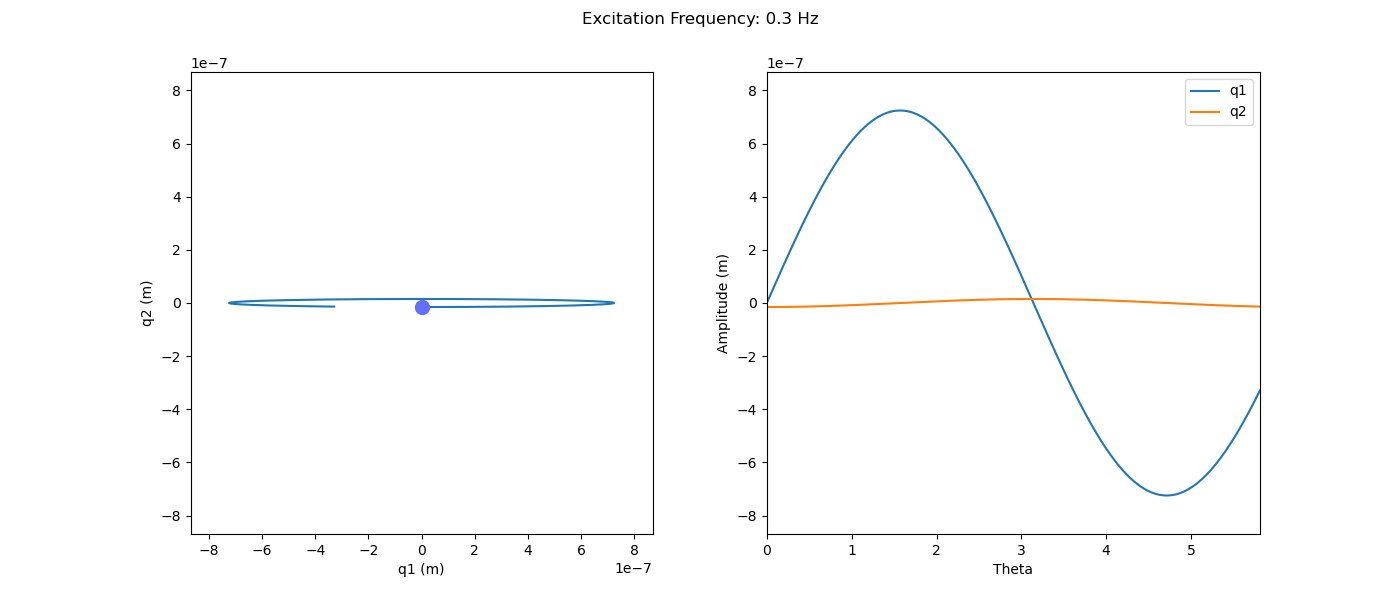 Excitation Frequency: 0.3 Hz
1e−7
8
6
4
2
0
−2
−4
−6
−8
q2 (m)
−8 −6 −4 −2 0 2 4 6 8
q1 (m)
1e−7
1e−7
8
6
4
2
0
−2
−4
−6
−8
Amplitude (m)
0 1 2 3 4 5
Theta
q1
q2